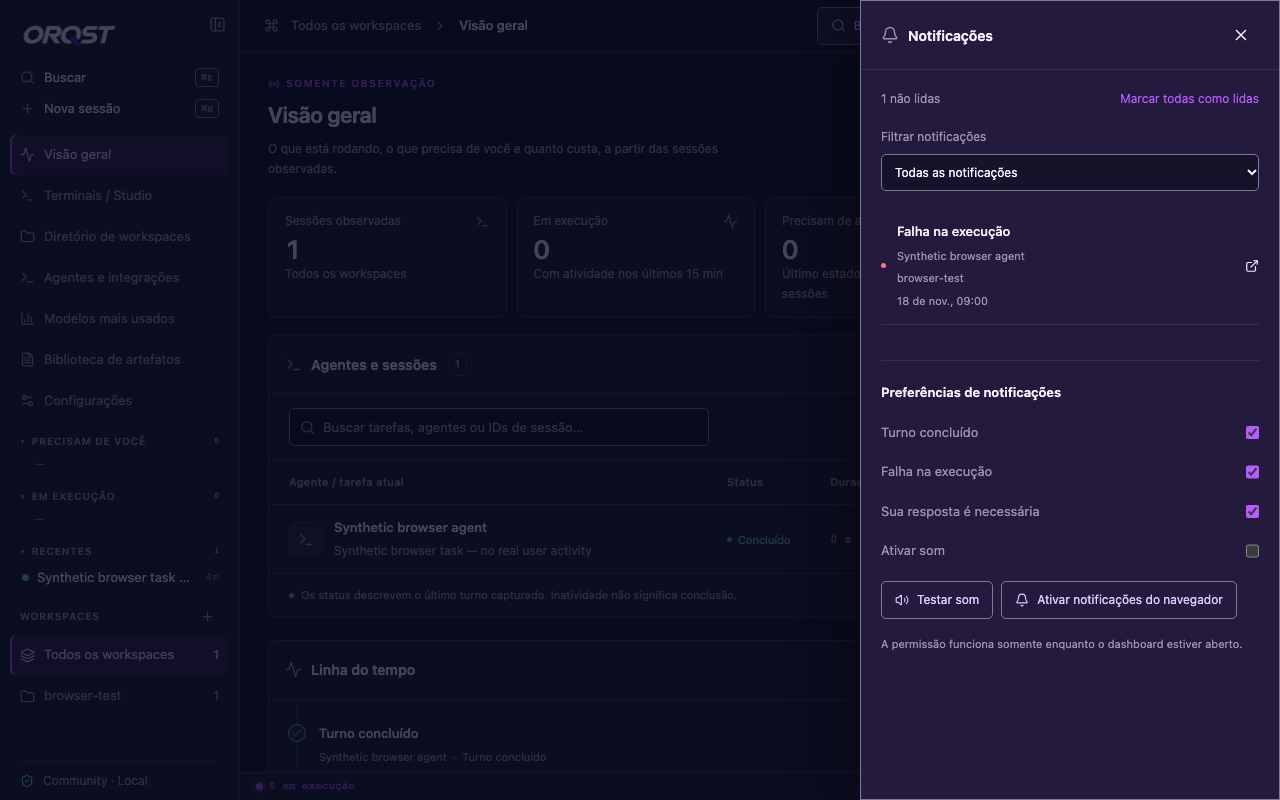 OROST
Buscar
⌘K
Nova sessão
⌘N
Visão geral
Terminais / Studio
Diretório de workspaces
Agentes e integrações
Modelos mais usados
Biblioteca de artefatos
Configurações
PRECISAM DE VOCÊ 0
—
EM EXECUÇÃO 0
—
RECENTES 1
Synthetic browser task ... 4m
WORKSPACES +
Todos os workspaces 1
browser-test 1
Community · Local
⌘ Todos os workspaces > Visão geral
SOMENTE OBSERVAÇÃO
Visão geral
O que está rodando, o que precisa de você e quanto custa, a partir das sessões
observadas.
Sessões observadas
1
Todos os workspaces
Em execução
0
Com atividade nos últimos 15 min
Precisam de
0
Último estado
sessões
Agentes e sessões 1
Buscar tarefas, agentes ou IDs de sessão...
Agente / tarefa atual Status
Synthetic browser agent
Synthetic browser task — no real user activity
Concluído
0 s
Os status descrevem o último turno capturado. Inatividade não significa conclusão.
Linha do tempo
Turno concluído
Synthetic browser agent · Turno concluído
0 em execução
Notificações
1 não lidas
Marcar todas como lidas
Filtrar notificações
Todas as notificações
Falha na execução
Synthetic browser agent
browser-test
18 de nov., 09:00
Preferências de notificações
Turno concluído
Falha na execução
Sua resposta é necessária
Ativar som
Testar som
Ativar notificações do navegador
A permissão funciona somente enquanto o dashboard estiver aberto.